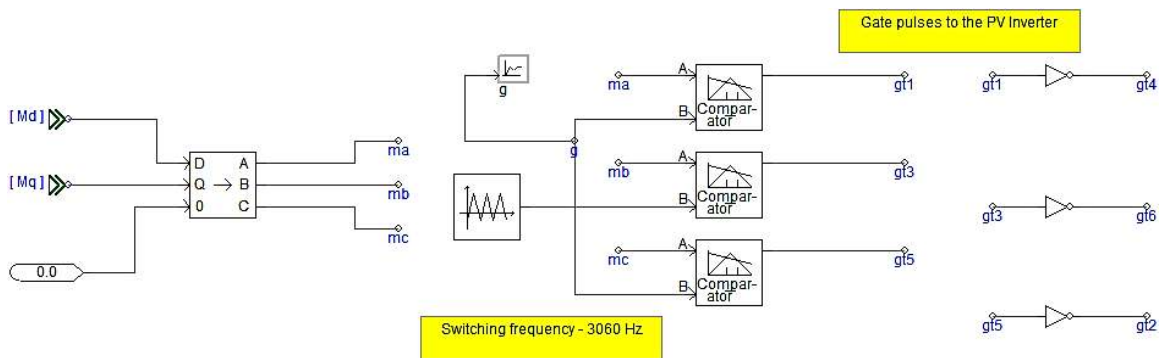 Gate pulses to the PV Inverter
g
ma
A
B
Compar-
ator
gt1
gt1
gt4
[ Md ]
g
D
Q
0
A
B
C
ma
mb
mc
mb
A
B
Compar-
ator
gt3
[ Mq ]
gt3
gt6
mc
A
B
Compar-
ator
gt5
0.0
Switching frequency - 3060 Hz
gt5
gt2